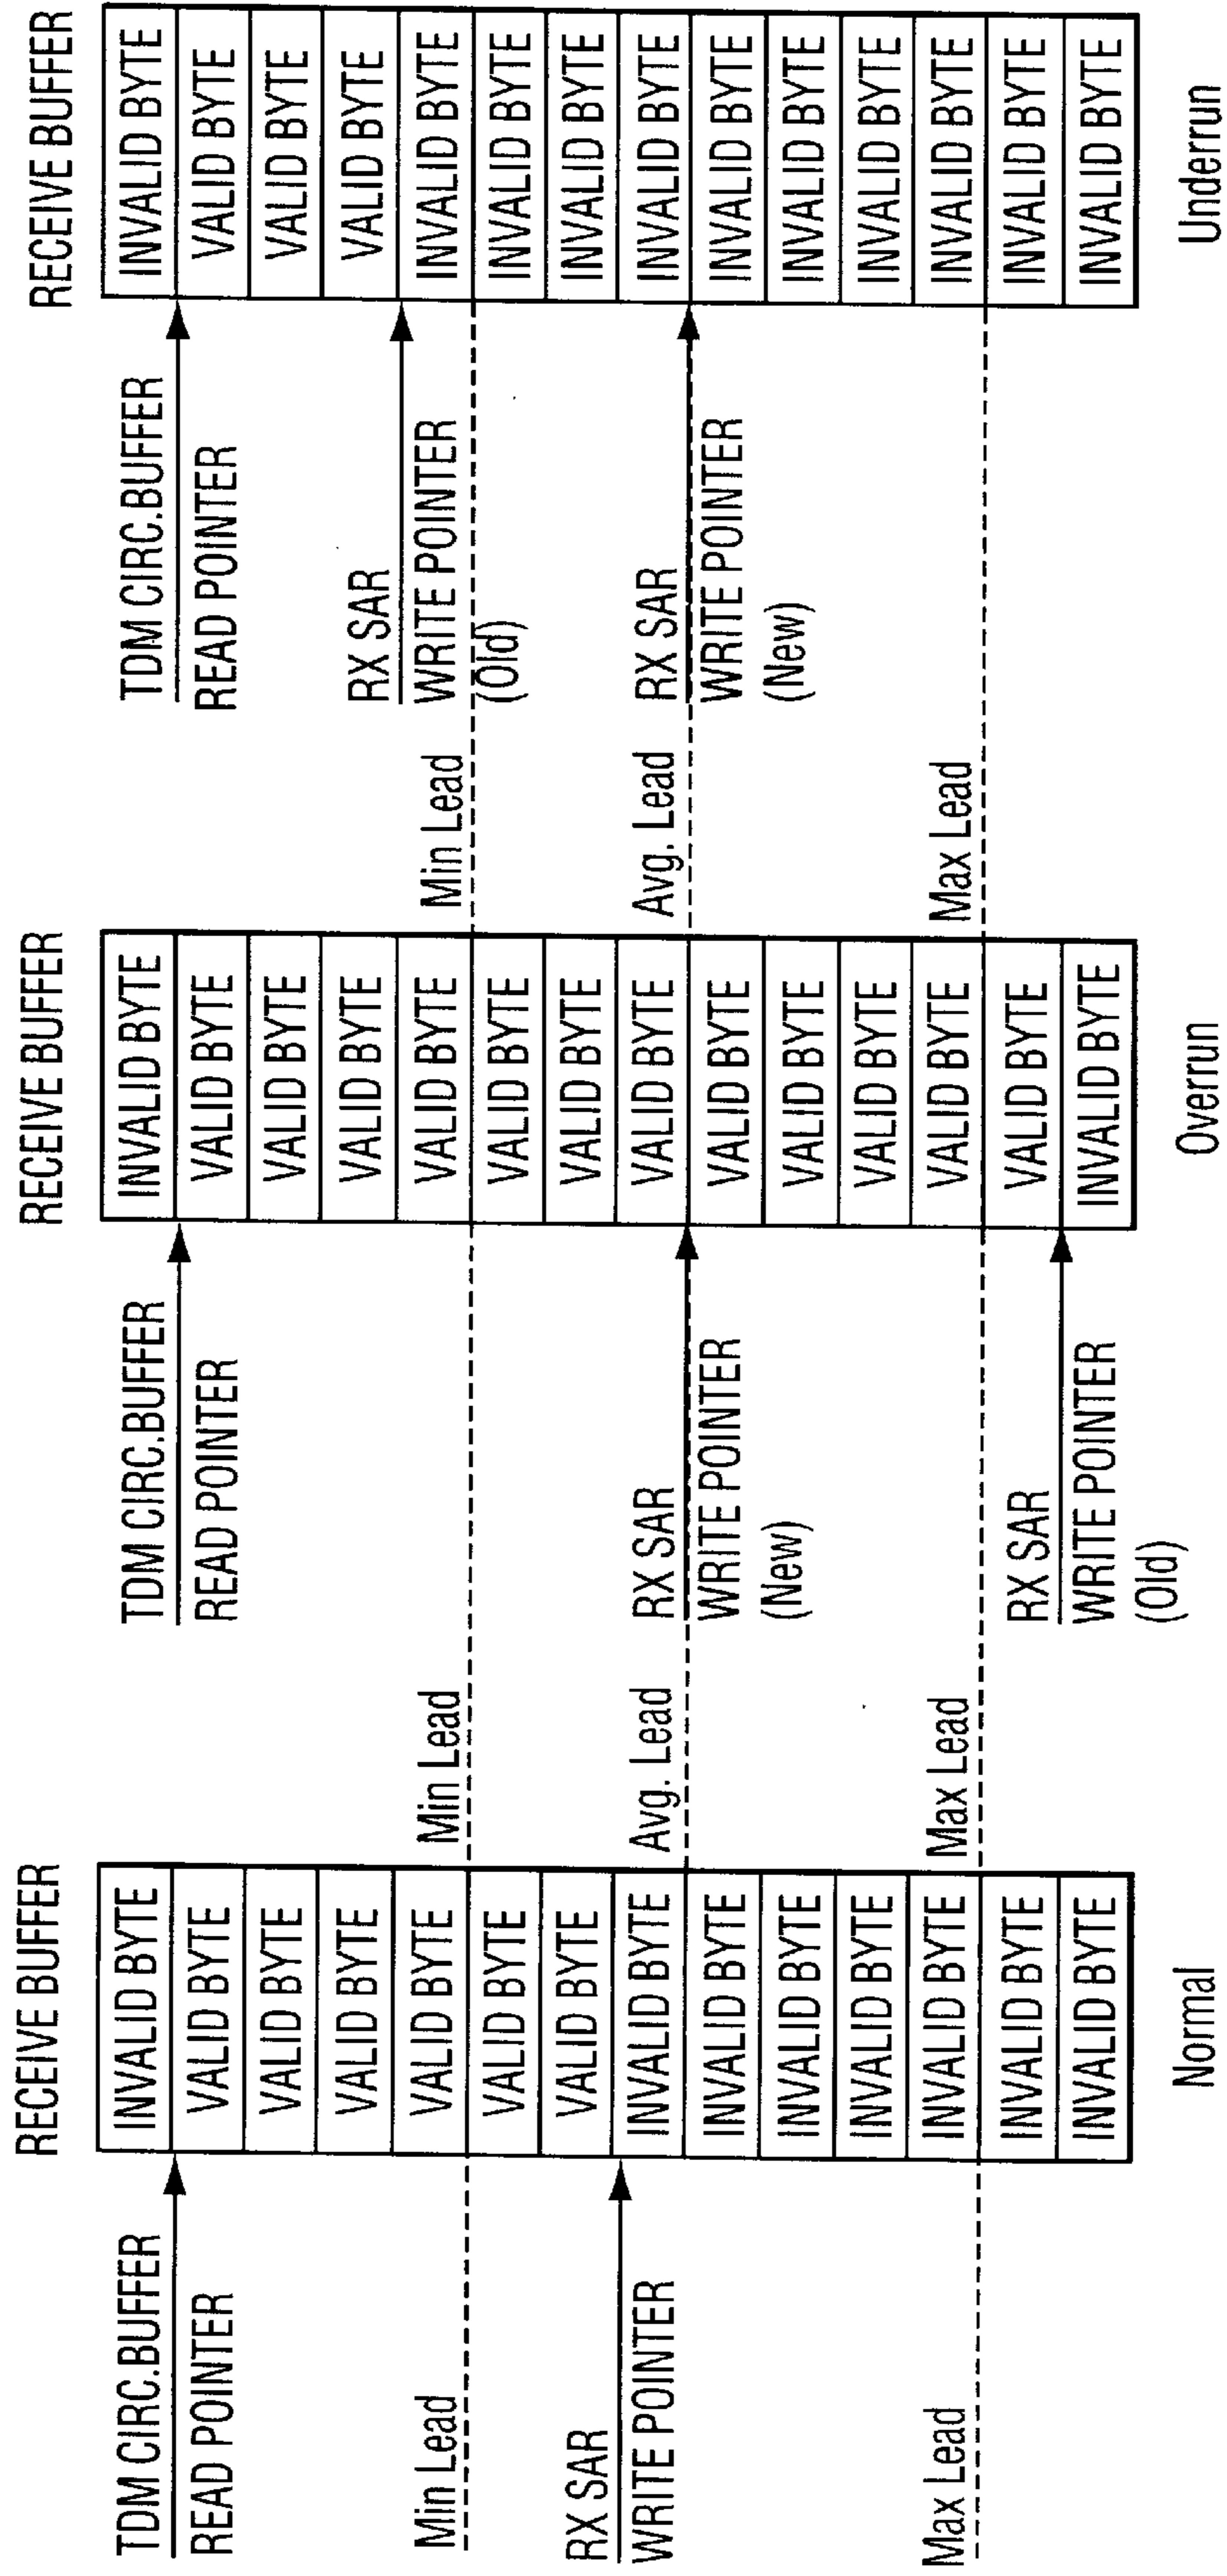 RECEIVE BUFFER
TDM CIRC.BUFFER
READ POINTER
Min Lead
RX SAR
WRITE POINTER
Max Lead
INVALID BYTE
VALID BYTE
VALID BYTE
VALID BYTE
VALID BYTE
VALID BYTE
VALID BYTE
INVALID BYTE
INVALID BYTE
INVALID BYTE
INVALID BYTE
INVALID BYTE
INVALID BYTE
INVALID BYTE
Normal
RECEIVE BUFFER
TDM CIRC.BUFFER
READ POINTER
Min Lead
Avg. Lead
RX SAR
WRITE POINTER
(New)
Max Lead
RX SAR
WRITE POINTER
(Old)
INVALID BYTE
VALID BYTE
VALID BYTE
VALID BYTE
VALID BYTE
VALID BYTE
VALID BYTE
VALID BYTE
VALID BYTE
VALID BYTE
VALID BYTE
VALID BYTE
VALID BYTE
INVALID BYTE
Overrun
RECEIVE BUFFER
TDM CIRC.BUFFER
READ POINTER
RX SAR
WRITE POINTER
(Old)
Min Lead
Avg. Lead
RX SAR
WRITE POINTER
(New)
Max Lead
INVALID BYTE
VALID BYTE
VALID BYTE
VALID BYTE
INVALID BYTE
INVALID BYTE
INVALID BYTE
INVALID BYTE
INVALID BYTE
INVALID BYTE
INVALID BYTE
INVALID BYTE
INVALID BYTE
INVALID BYTE
Underrun